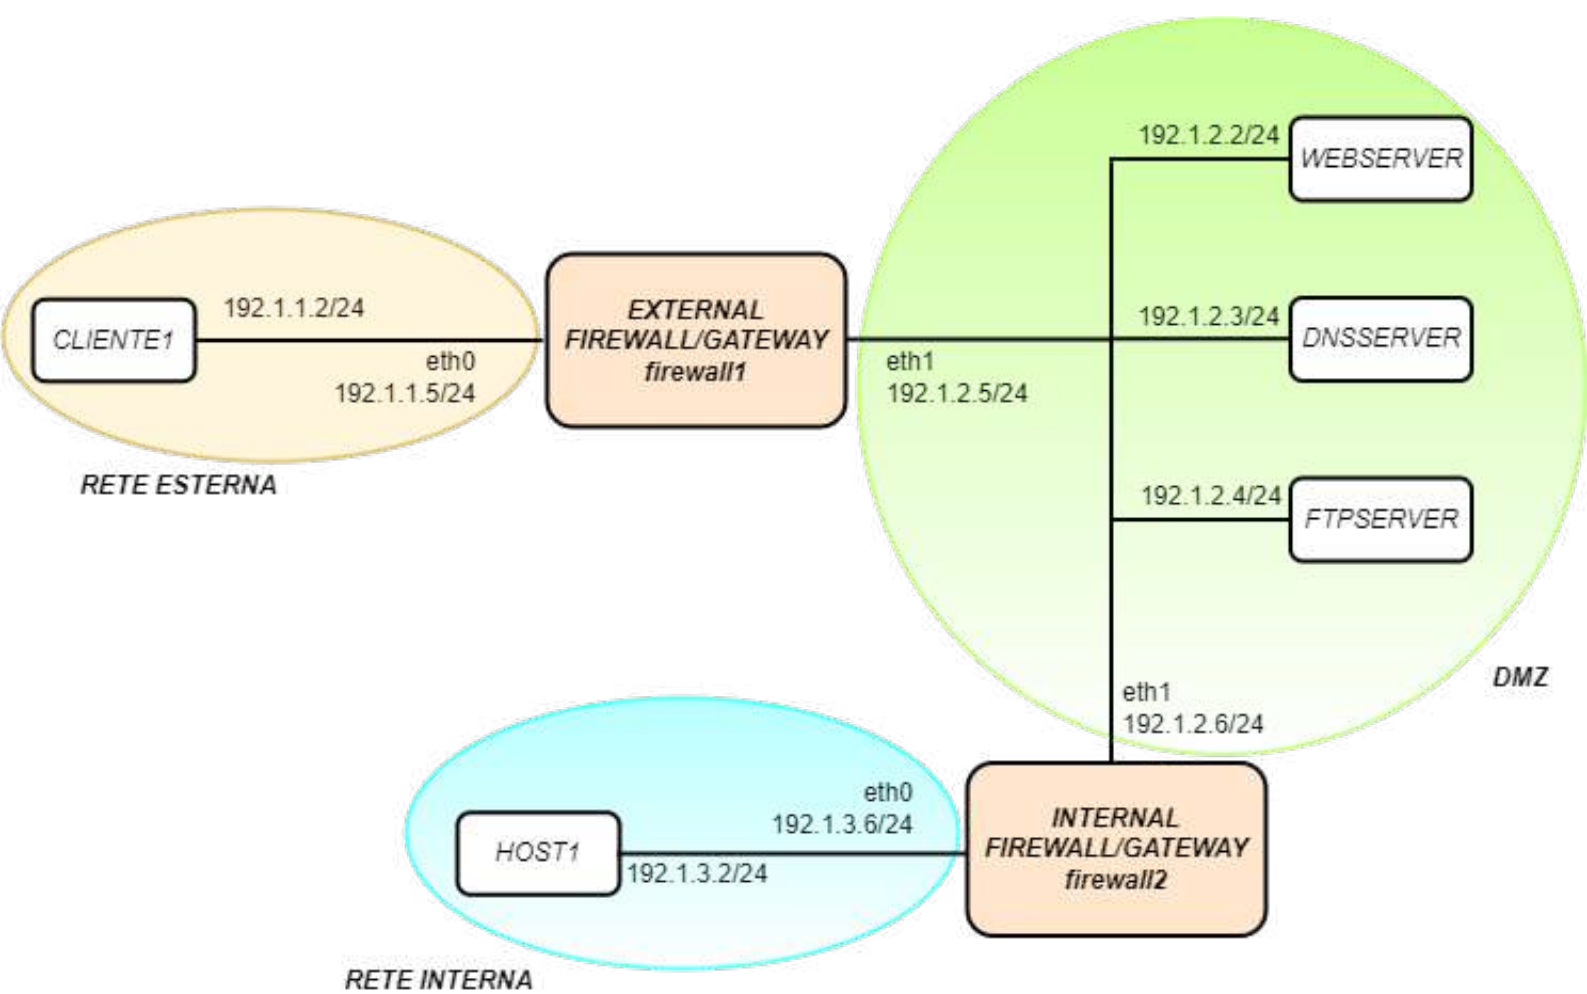 192.1.2.2/24
WEBSERVER
CLIENTE1
192.1.1.2/24
eth0
192.1.1.5/24
RETE ESTERNA
EXTERNAL
FIREWALL/GATEWAY
firewall1
eth1
192.1.2.5/24
192.1.2.3/24
DNSSERVER
192.1.2.4/24
FTPSERVER
DMZ
eth1
192.1.2.6/24
eth0
192.1.3.6/24
HOST1
192.1.3.2/24
INTERNAL
FIREWALL/GATEWAY
firewall2
RETE INTERNA